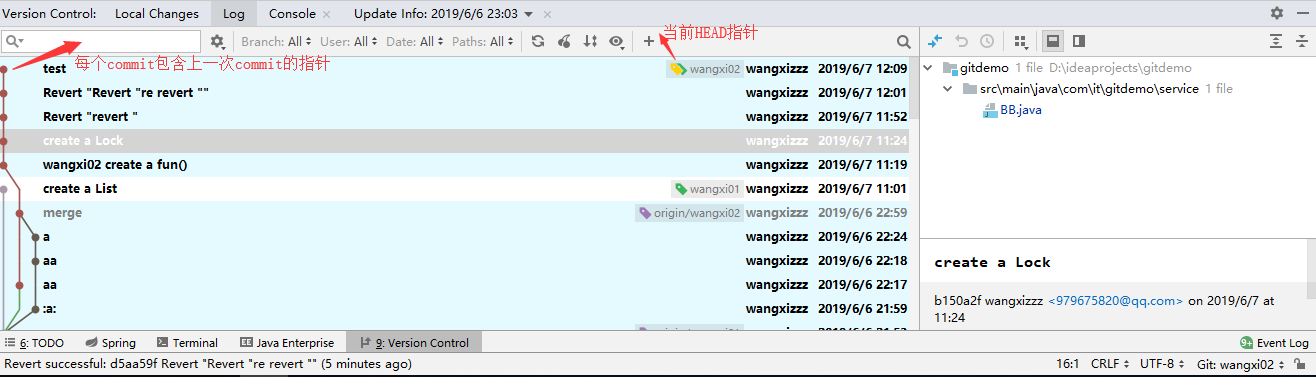 Version Control: Local Changes Log Console Update Info: 2019/6/6 23:03
当前HEAD指针
Branch: All User: All Date: All Paths: All
每个commit包含上一次commit的指针
test wangxi02 wangxizzz 2019/6/7 12:09
Revert "Revert "re revert "" wangxizzz 2019/6/7 12:01
Revert "revert " wangxizzz 2019/6/7 11:52
create a Lock wangxizzz 2019/6/7 11:24
wangxi02 create a fun() wangxizzz 2019/6/7 11:19
create a List wangxi01 wangxizzz 2019/6/7 11:01
merge origin/wangxi02 wangxizzz 2019/6/6 22:59
a wangxizzz 2019/6/6 22:24
aa wangxizzz 2019/6/6 22:18
aa wangxizzz 2019/6/6 22:17
:a: wangxizzz 2019/6/6 21:59
gitdemo 1 file D:\ideaprojects\gitdemo
src\main\java\com\it\gitdemo\service 1 file
BB.java
create a Lock
b150a2f wangxizzz <979675820@qq.com> on 2019/6/7 at
11:24
6: TODO Spring Terminal Java Enterprise 9: Version Control 9+ Event Log
Revert successful: d5aa59f Revert "Revert "re revert "" (5 minutes ago) 16:1 CRLF UTF-8 Git: wangxi02